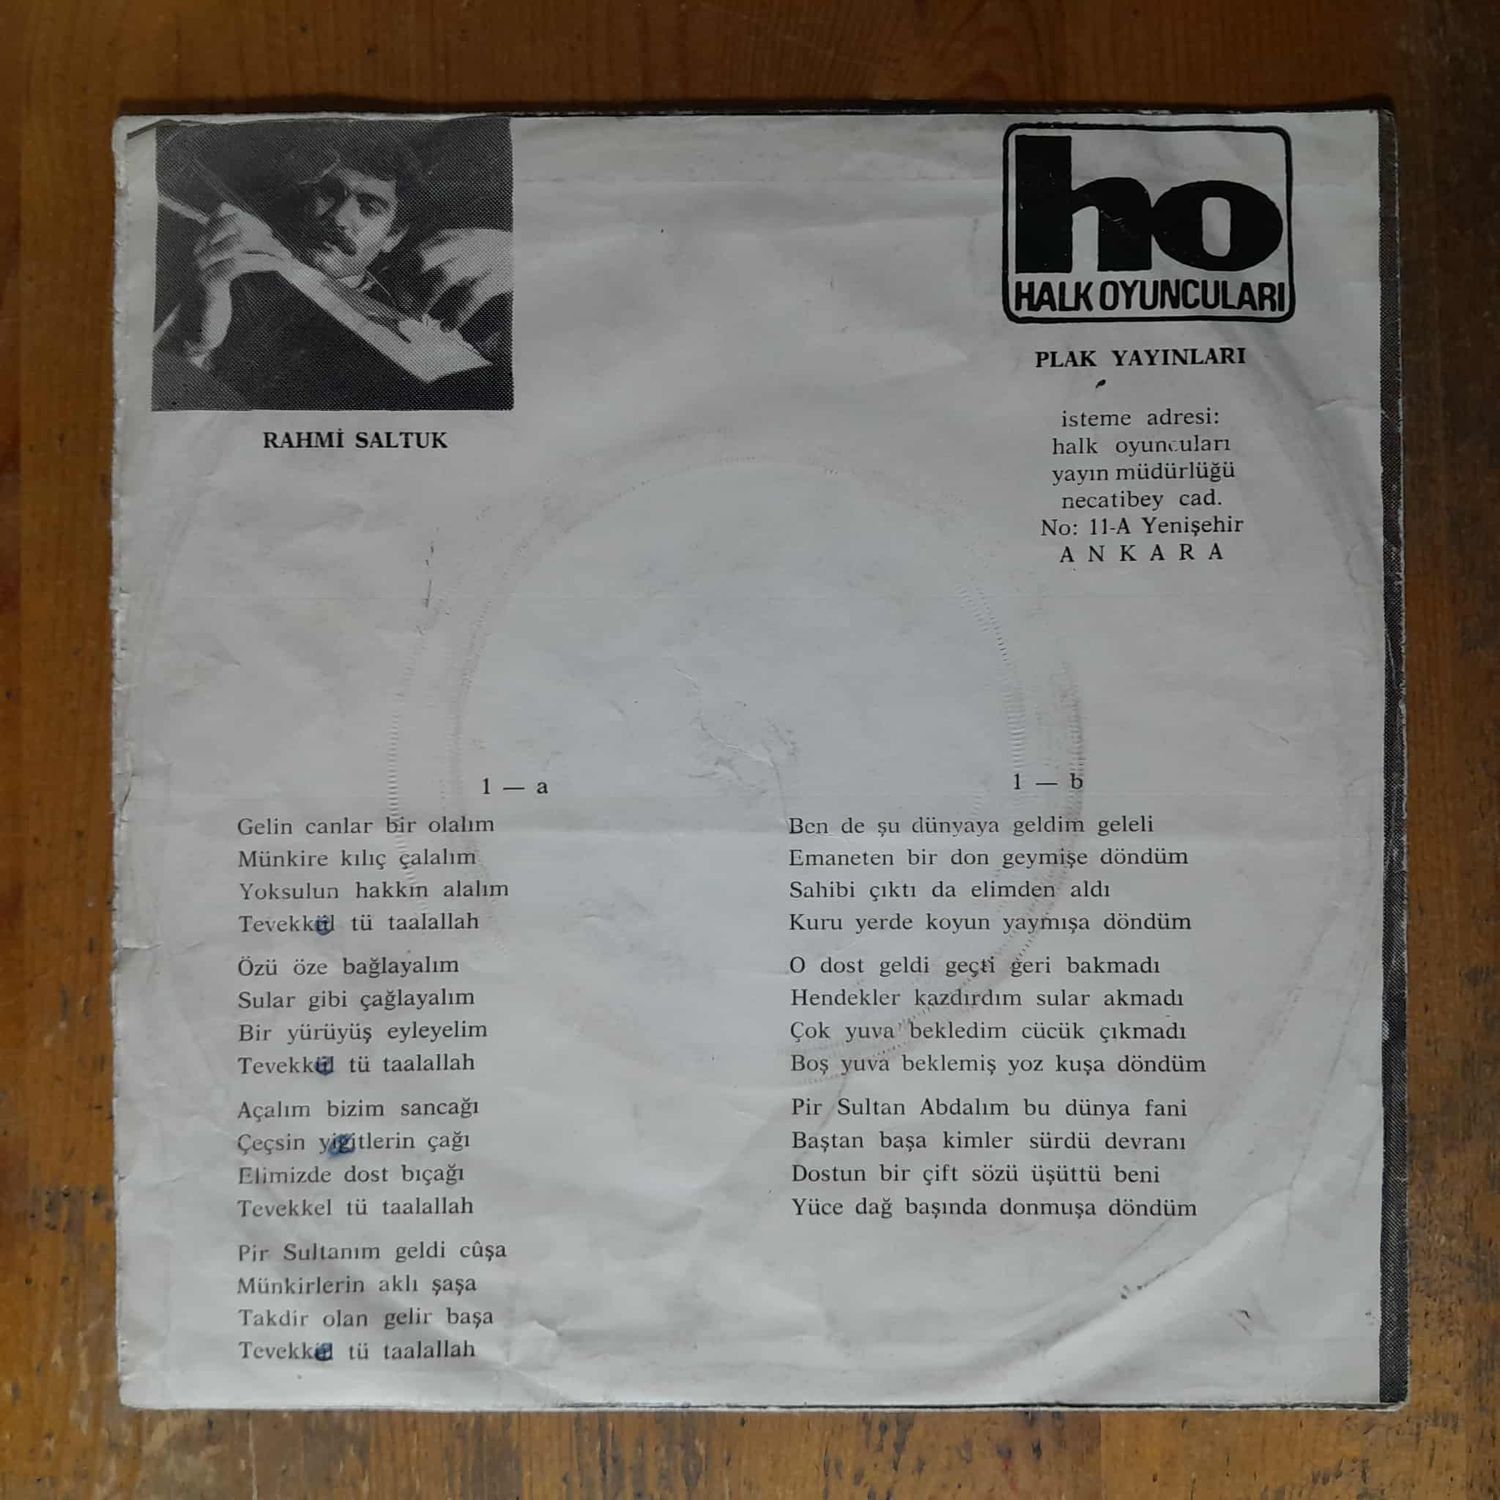 ho
HALK OYUNCULARI
PLAK YAYINLARI
isteme adresi:
halk oyuncuları
yayın müdürlüğü
necatibey cad.
No: 11-A Yenişehir
ANKARA
RAHMİ SALTUK
1 — a
Gelin canlar bir olalım
Münkire kılıç çalalım
Yoksulun hakkın alalım
Tevekkül tü taalallah
Özü öze bağlayalım
Sular gibi çağlayalım
Bir yürüyüş eyleyelim
Tevekkül tü taalallah
Açalım bizim sancağı
Çeçsin yiğitlerin çağı
Elimizde dost bıçağı
Tevekkel tü taalallah
Pir Sultanım geldi cûşa
Münkirlerin aklı şaşa
Takdir olan gelir başa
tü taalallah
1 — b
Ben de şu dünyaya geldim geleli
Emaneten bir don geymişe döndüm
Sahibi çıktı da elimden aldı
Kuru yerde koyun yaymışa döndüm
O dost geldi geçti geri bakmadı
Hendekler kazdırdım sular akmadı
Çok yuva bekledim cücük çıkmadı
Boş yuva beklemiş yoz kuşa döndüm
Pir Sultan Abdalım bu dünya fani
Baştan başa kimler sürdü devranı
Dostun bir çift sözü üşüttü beni
Yüce dağ başında donmuşa döndüm